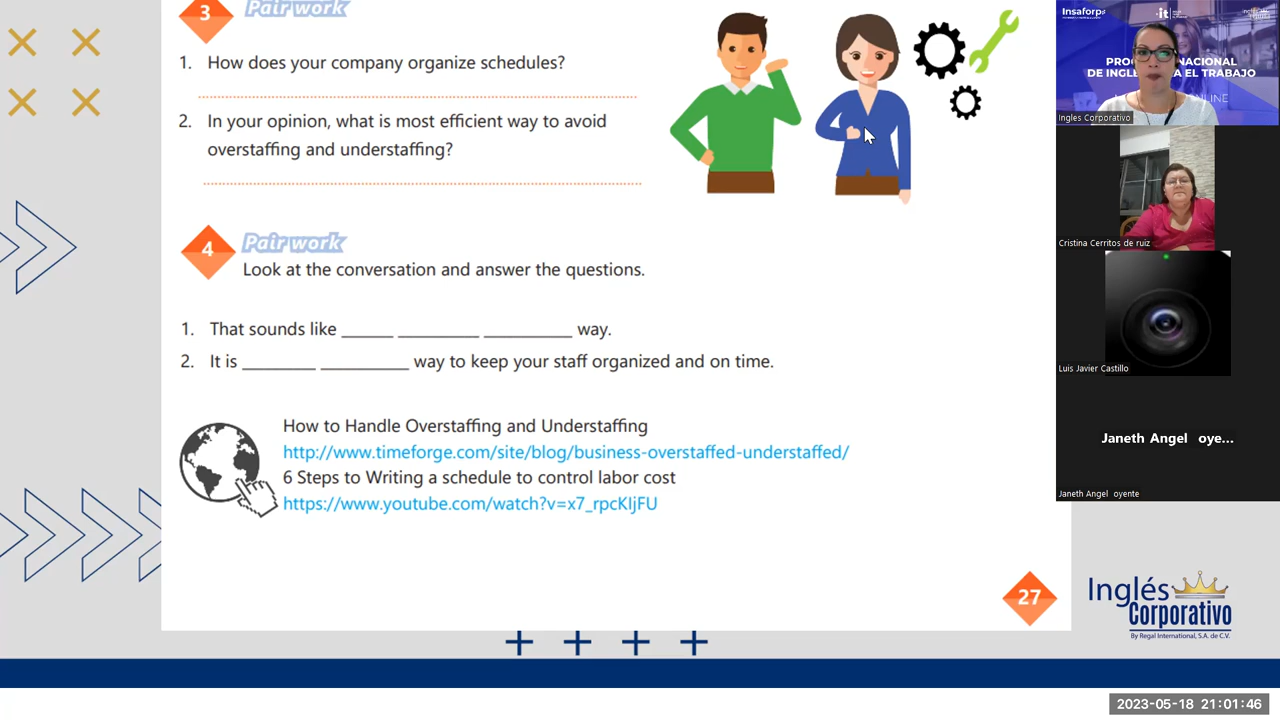 3
Pair work
1. How does your company organize schedules?
2. In your opinion, what is most efficient way to avoid
overstaffing and understaffing?
4
Pair work
Look at the conversation and answer the questions.
1. That sounds like ______ _________ __________ way.
2. It is ________ _________ way to keep your staff organized and on time.
How to Handle Overstaffing and Understaffing
http://www.timeforge.com/site/blog/business-overstaffed-understaffed/
6 Steps to Writing a schedule to control labor cost
https://www.youtube.com/watch?v=x7_rpcKIjFU
27
Insaforp
it
Ingles Corporativo
Cristina Cerritos de ruiz
Luis Javier Castillo
Janeth Angel oye...
Janeth Angel oyente
Inglés
Corporativo
By Regal International, S.A. de C.V.
2023-05-18 21:01:46